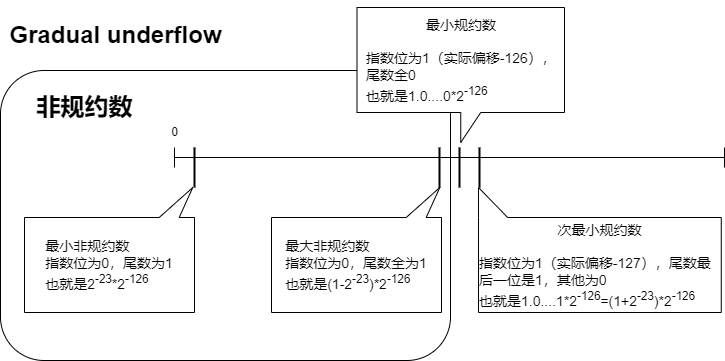 Gradual underflow
最小规约数
指数位为1（实际偏移-126），
尾数全0
也就是1.0....0*2^-126
非规约数
0
最小非规约数
指数位为0，尾数为1
也就是2^-23*2^-126
最大非规约数
指数位为0，尾数全为1
也就是(1-2^-23)*2^-126
次最小规约数
指数位为1（实际偏移-127），尾数最
后一位是1，其他为0
也就是1.0....1*2^-126=(1+2^-23)*2^-126